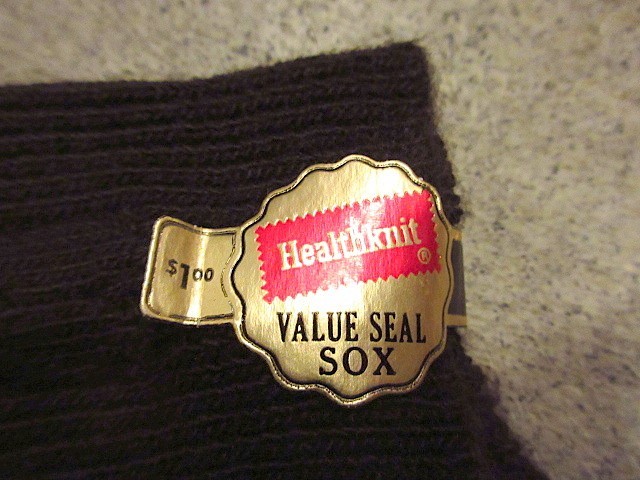 $1.00
Healthknit®
VALUE SEAL
SOX